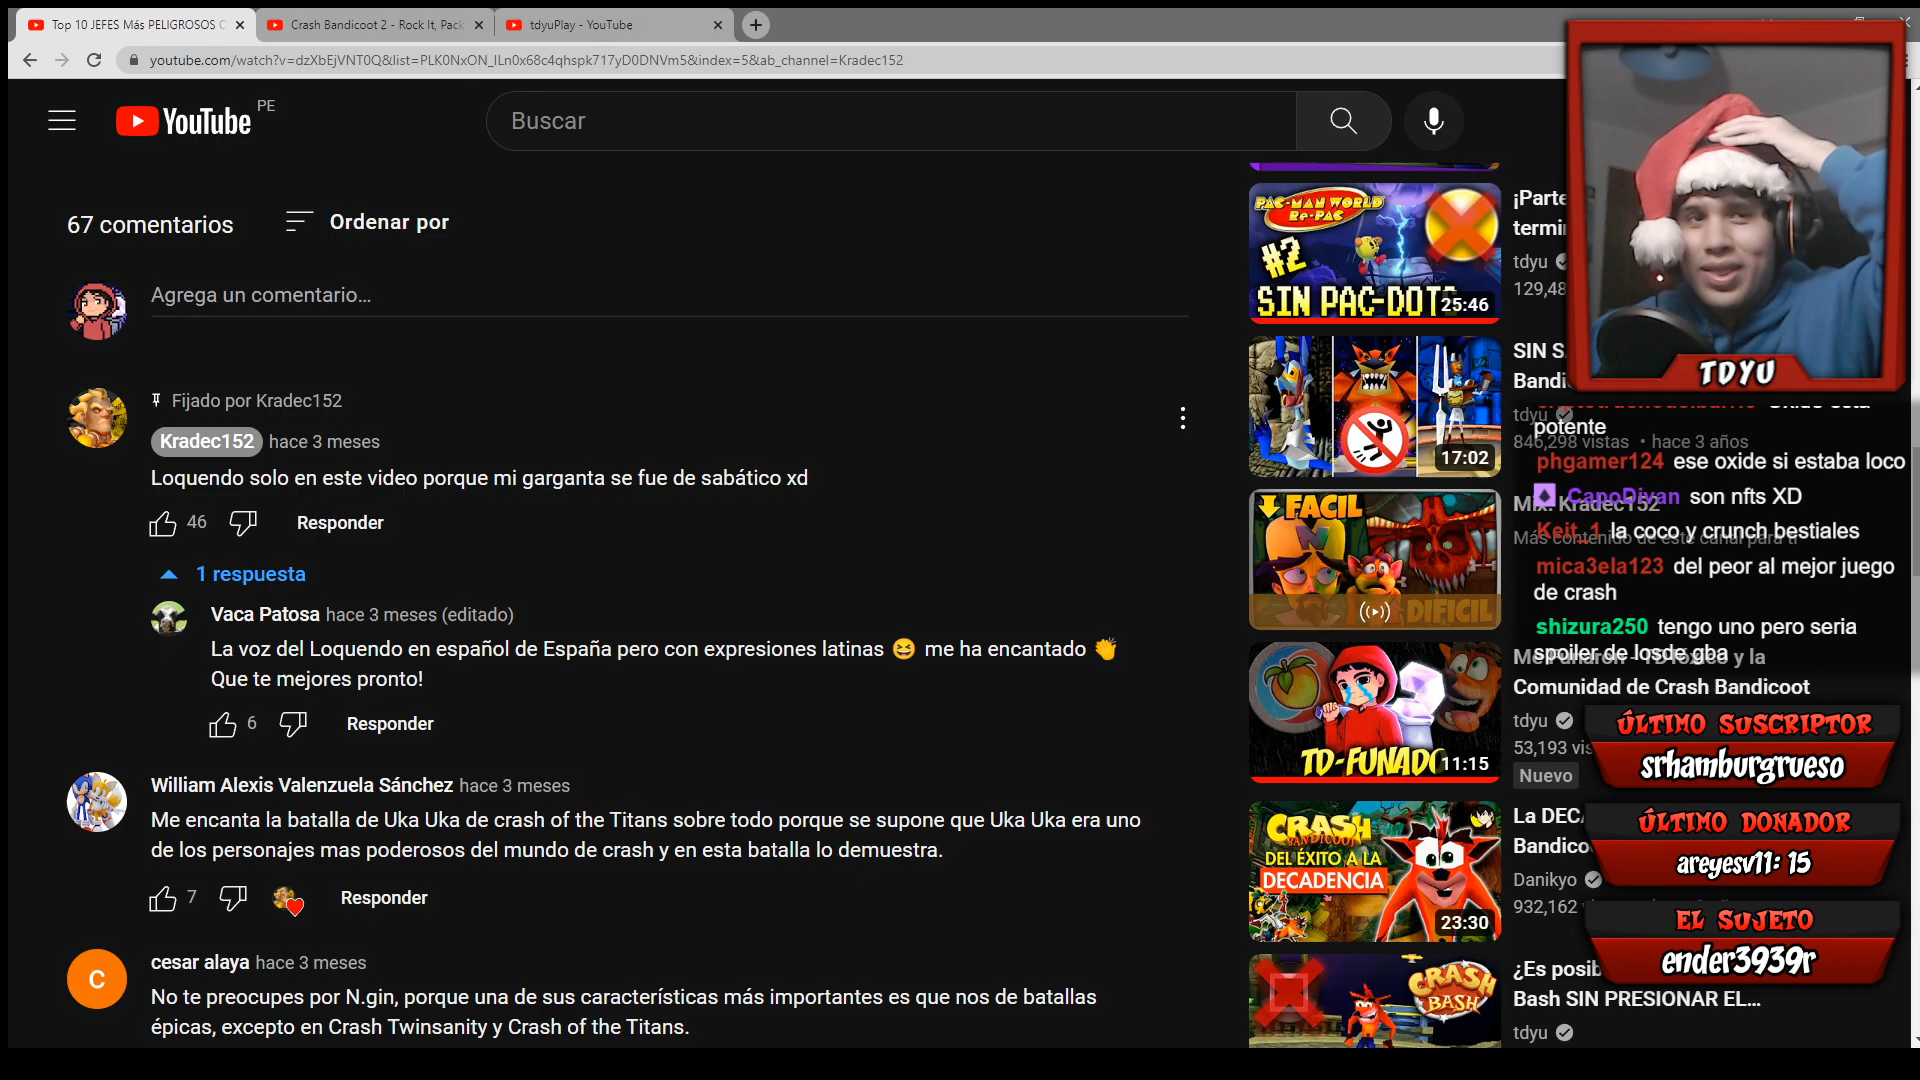 Top 10 JEFES Más PELIGROSOS C
Crash Bandicoot 2 - Rock It, Pack
tdyuPlay - YouTube
youtube.com/watch?v=dzXbEjVNT0Q&list=PLK0NxON_ILn0x68c4qhspk717yD0DNVm5&index=5&ab_channel=Kradec152
YouTube PE
Buscar
67 comentarios
Ordenar por
Agrega un comentario...
Fijado por Kradec152
Kradec152 hace 3 meses
Loquendo solo en este video porque mi garganta se fue de sabático xd
46 Responder
1 respuesta
Vaca Patosa hace 3 meses (editado)
La voz del Loquendo en español de España pero con expresiones latinas 😆 me ha encantado 👏
Que te mejores pronto!
6 Responder
William Alexis Valenzuela Sánchez hace 3 meses
Me encanta la batalla de Uka Uka de crash of the Titans sobre todo porque se supone que Uka Uka era uno
de los personajes mas poderosos del mundo de crash y en esta batalla lo demuestra.
7 Responder
C
cesar alaya hace 3 meses
No te preocupes por N.gin, porque una de sus características más importantes es que nos de batallas
épicas, excepto en Crash Twinsanity y Crash of the Titans.
PAC-MAN WORLD
Re-PAC
#2
SIN PAC-DOTS
25:46
¡Parte
termi
tdyu
129,48
17:02
SIN S
Bandi
tdyu
846,298 vistas • hace 3 años
FACIL
DIFICIL
Mix: Kradec152
Más contenido de este canal para ti
TD-FUNADO
11:15
Comunidad de Crash Bandicoot
tdyu
53,193 vis
Nuevo
CRASH
BANDICOOT
DEL ÉXITO A LA
DECADENCIA
23:30
La DECA
Bandico
Danikyo
932,162
CRASH
BASH
¿Es posib
Bash SIN PRESIONAR EL...
tdyu
TDYU
potente
phgamer124 ese oxide si estaba loco
CapoDiyan son nfts XD
Keit_1 la coco y crunch bestiales
mica3ela123 del peor al mejor juego
de crash
shizura250 tengo uno pero seria
spoiler de losde gba
ÚLTIMO SUSCRIPTOR
srhamburgrueso
ÚLTIMO DONADOR
areyesv11: 15
EL SUJETO
ender3939r